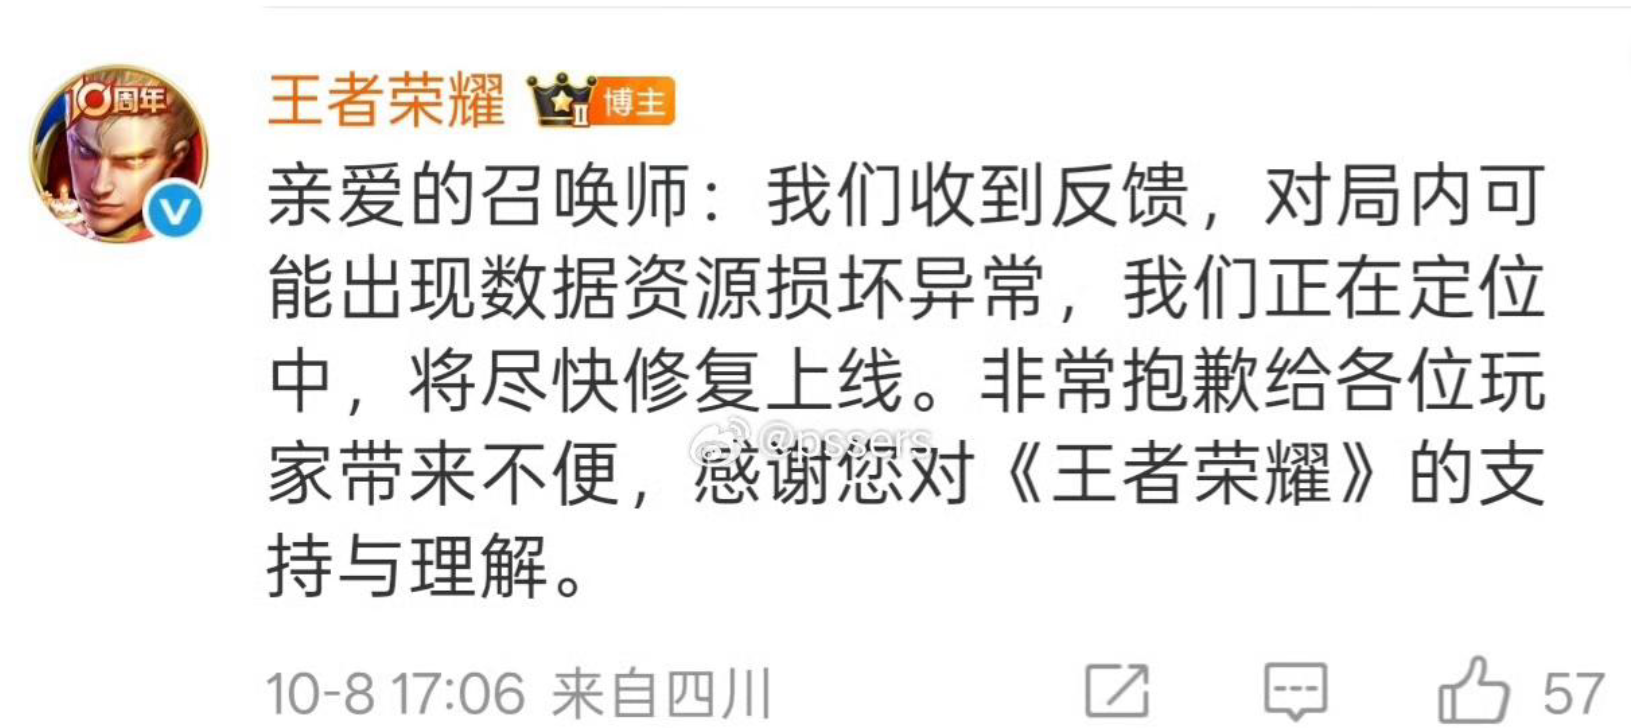 10周年
王者荣耀 II 博主
亲爱的召唤师：我们收到反馈，对局内可
能出现数据资源损坏异常，我们正在定位
中，将尽快修复上线。非常抱歉给各位玩
@pssers
家带来不便，感谢您对《王者荣耀》的支
持与理解。
10-8 17:06 来自四川
57